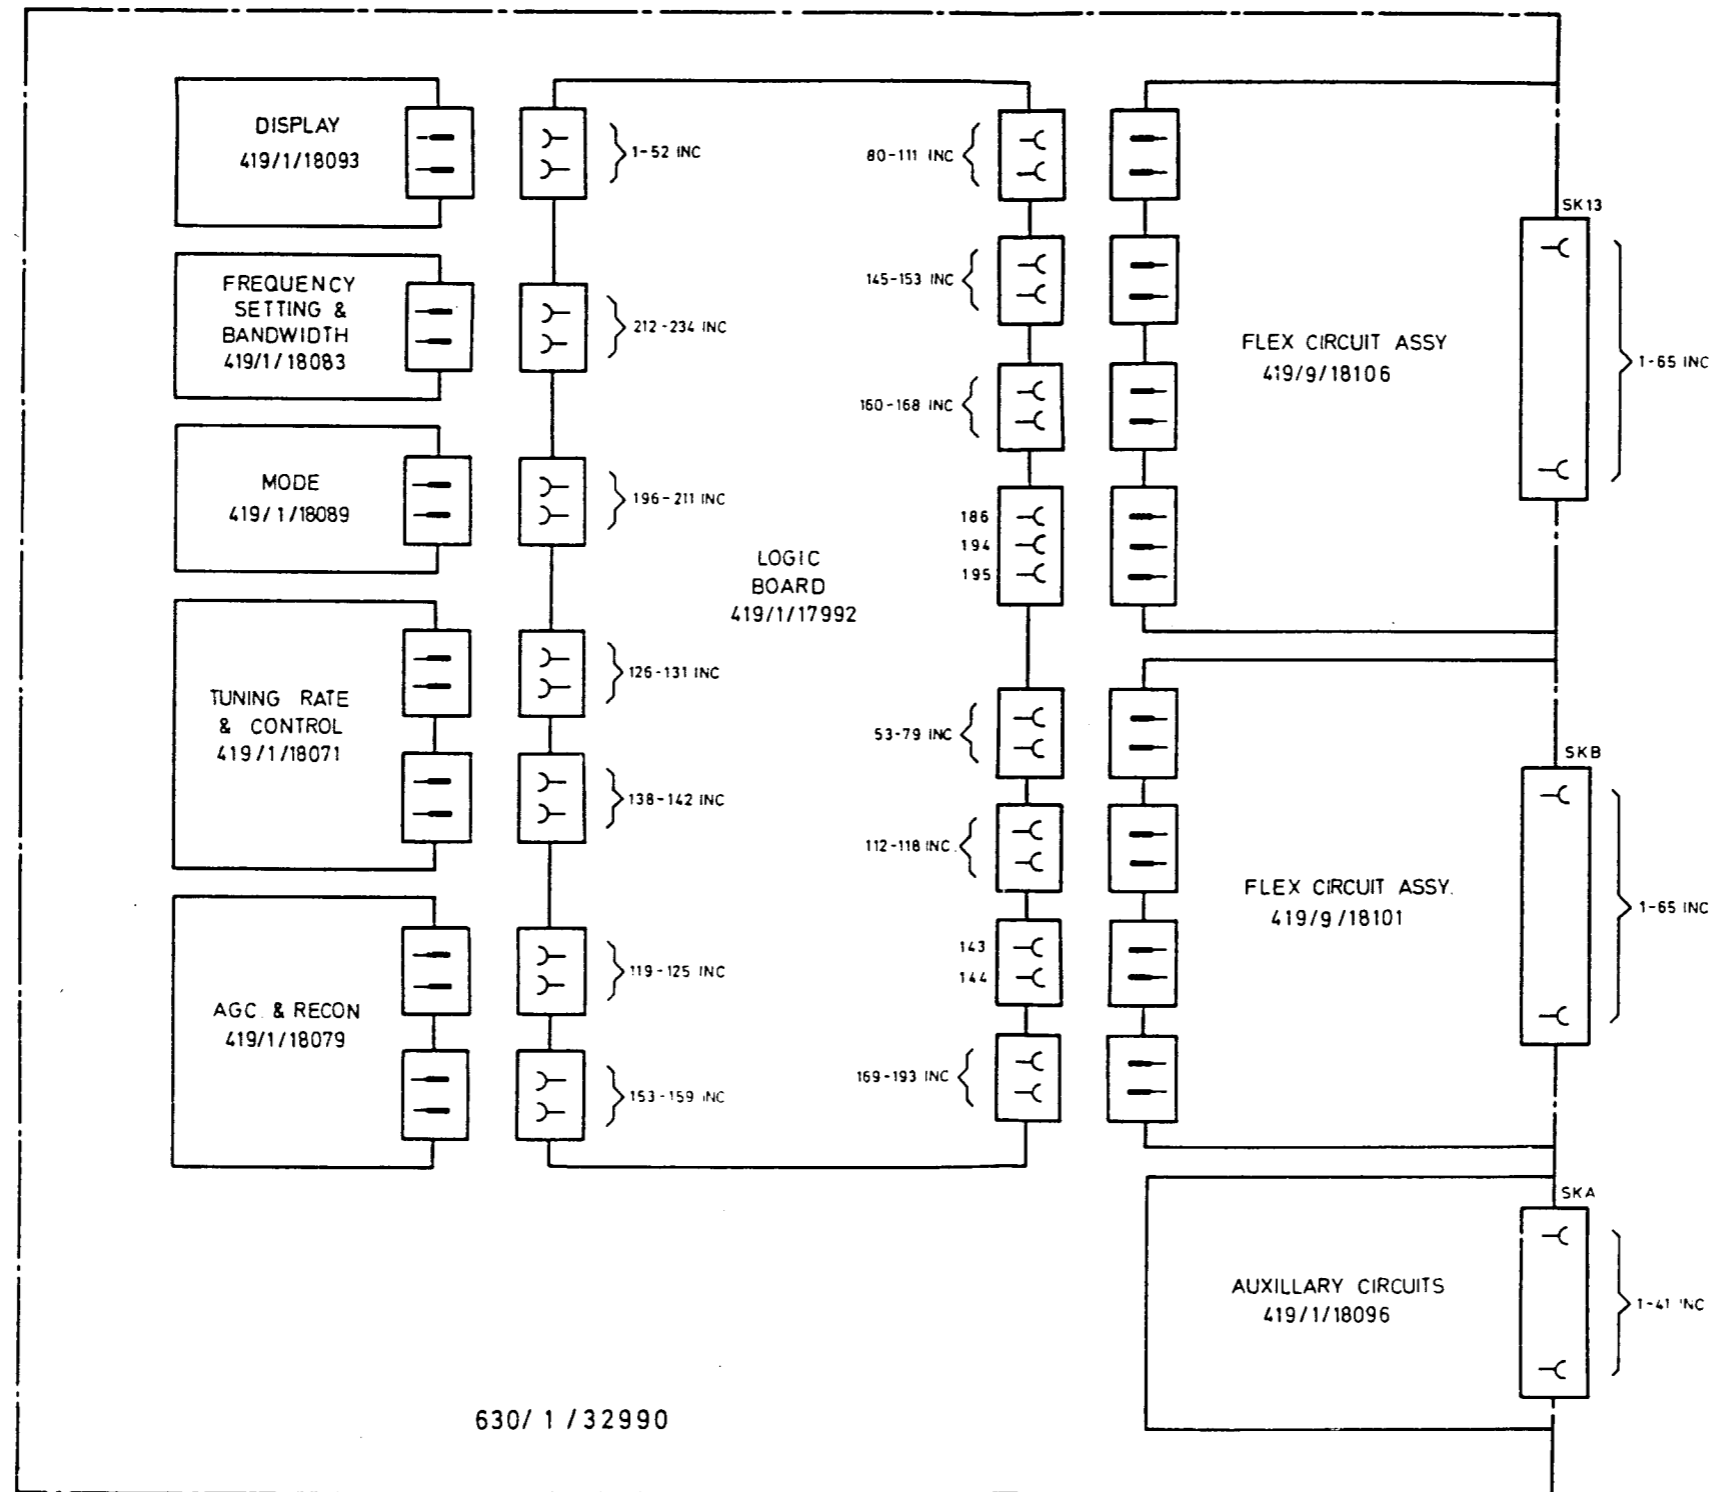 DISPLAY
419/1/18093
FREQUENCY
SETTING &
BANDWIDTH
419/1/18083
MODE
419/1/18089
TUNING RATE
& CONTROL
419/1/18071
AGC. & RECON
419/1/18079
1-52 INC
212-234 INC
196-211 INC
126-131 INC
138-142 INC
119-125 INC
153-159 INC
LOGIC
BOARD
419/1/17992
80-111 INC
145-153 INC
160-168 INC
186
194
195
53-79 INC
112-118 INC.
143
144
169-193 INC
FLEX CIRCUIT ASSY
419/9/18106
SK13
1-65 INC
FLEX CIRCUIT ASSY.
419/9/18101
SKB
1-65 INC
AUXILLARY CIRCUITS
419/1/18096
SKA
1-41 INC
630/1/32990